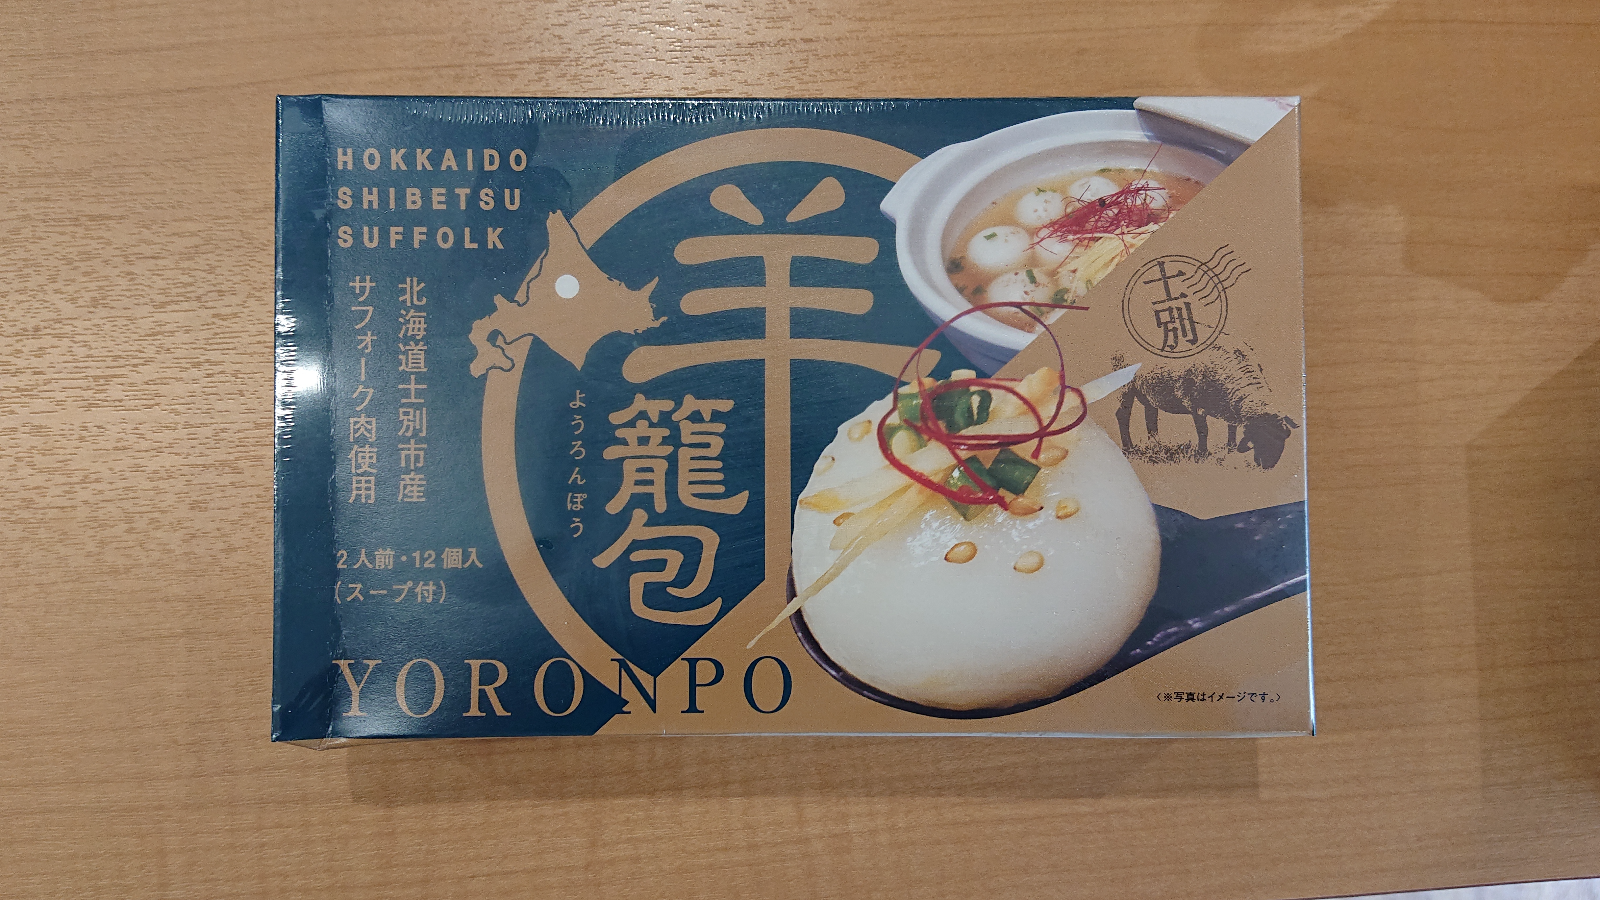 HOKKAIDO
SHIBETSU
SUFFOLK
北海道士別市産
サフォーク肉使用
2人前・12個入
(スープ付)
羊
籠包
ようろんぽう
YORONPO
士別
〈※写真はイメージです。〉